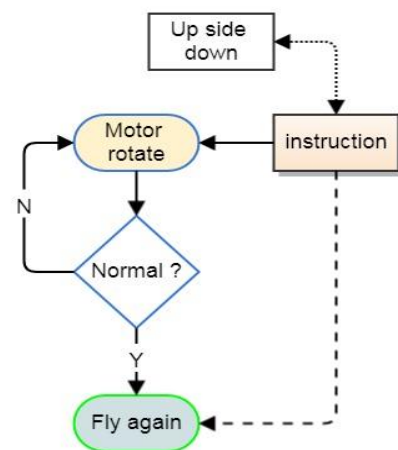 Up side
down
Motor
rotate
instruction
N
Normal ?
Y
Fly again